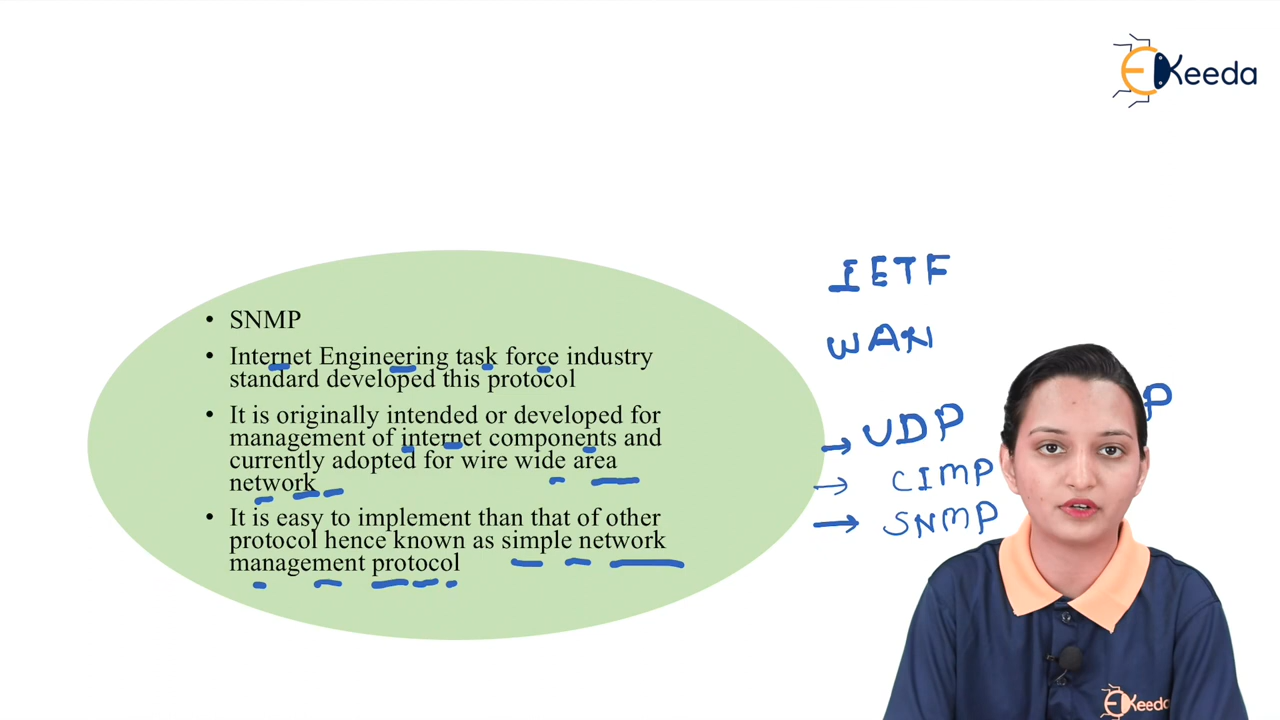 EKeeda
• SNMP
• Internet Engineering task force industry
standard developed this protocol
• It is originally intended or developed for
management of internet components and
currently adopted for wire wide area
network
• It is easy to implement than that of other
protocol hence known as simple network
management protocol
IETF
WAN
→ UDP
P
→ CIMP
→ SNMP
EKeeda